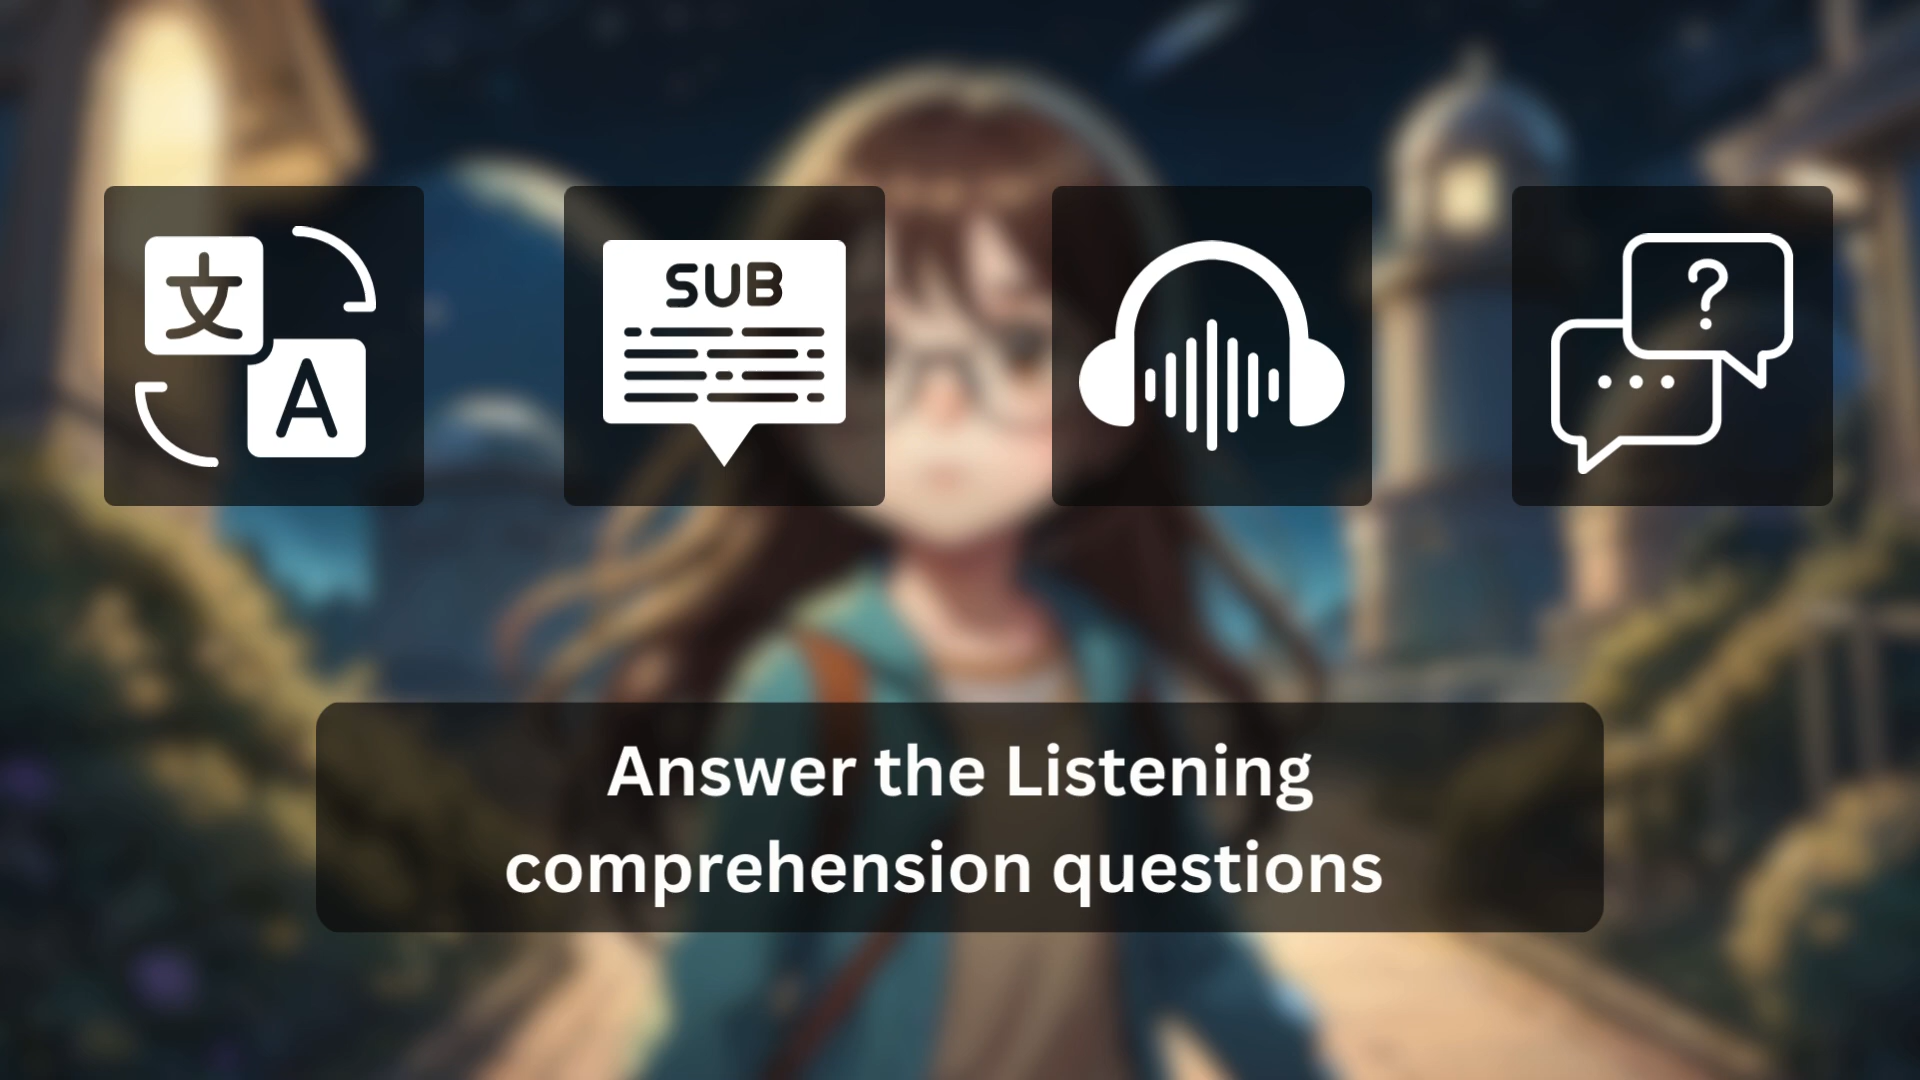 文
A
SUB
?
Answer the Listening
comprehension questions